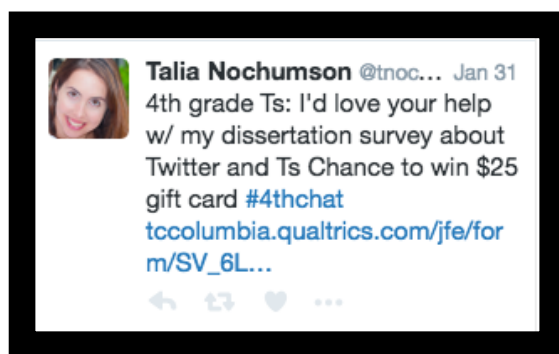 Talia Nochumson @tnoc... Jan 31
4th grade Ts: I'd love your help
w/ my dissertation survey about
Twitter and Ts Chance to win $25
gift card #4thchat
tccolumbia.qualtrics.com/jfe/for
m/SV_6L...